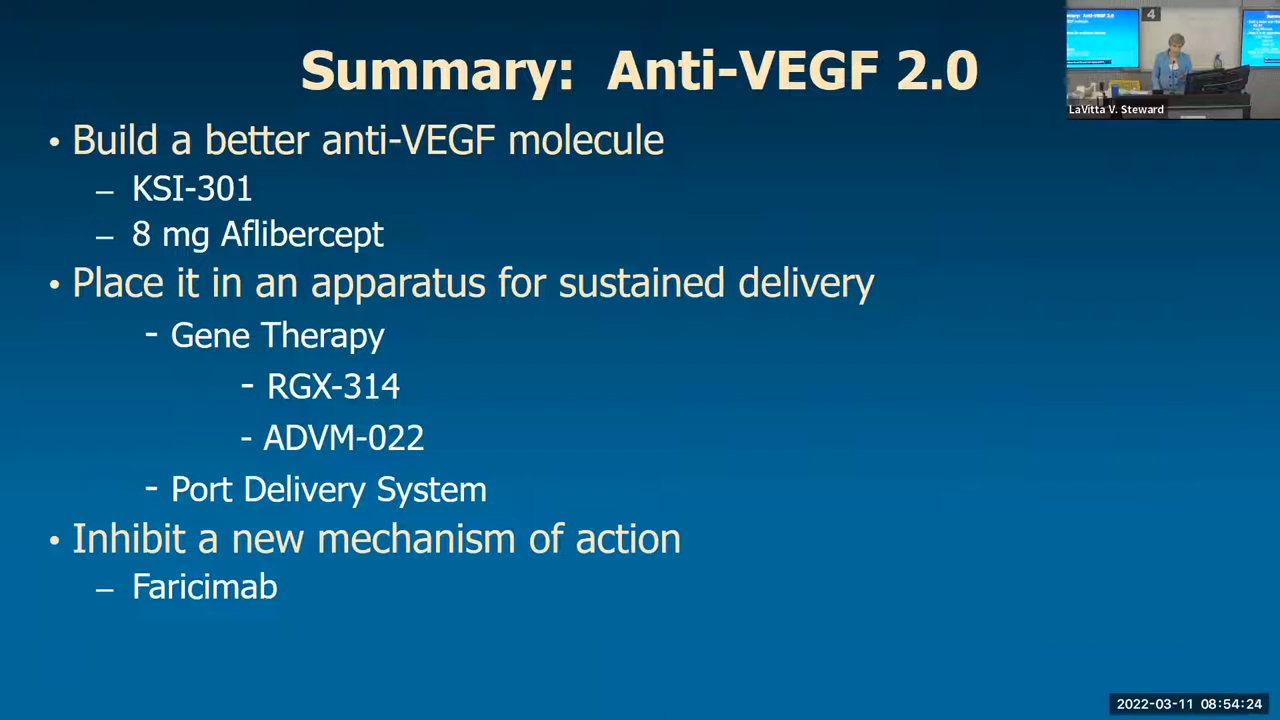 Summary: Anti-VEGF 2.0
• Build a better anti-VEGF molecule
– KSI-301
– 8 mg Aflibercept
• Place it in an apparatus for sustained delivery
- Gene Therapy
- RGX-314
- ADVM-022
- Port Delivery System
• Inhibit a new mechanism of action
– Faricimab
4
LaVitta V. Steward
2022-03-11 08:54:24